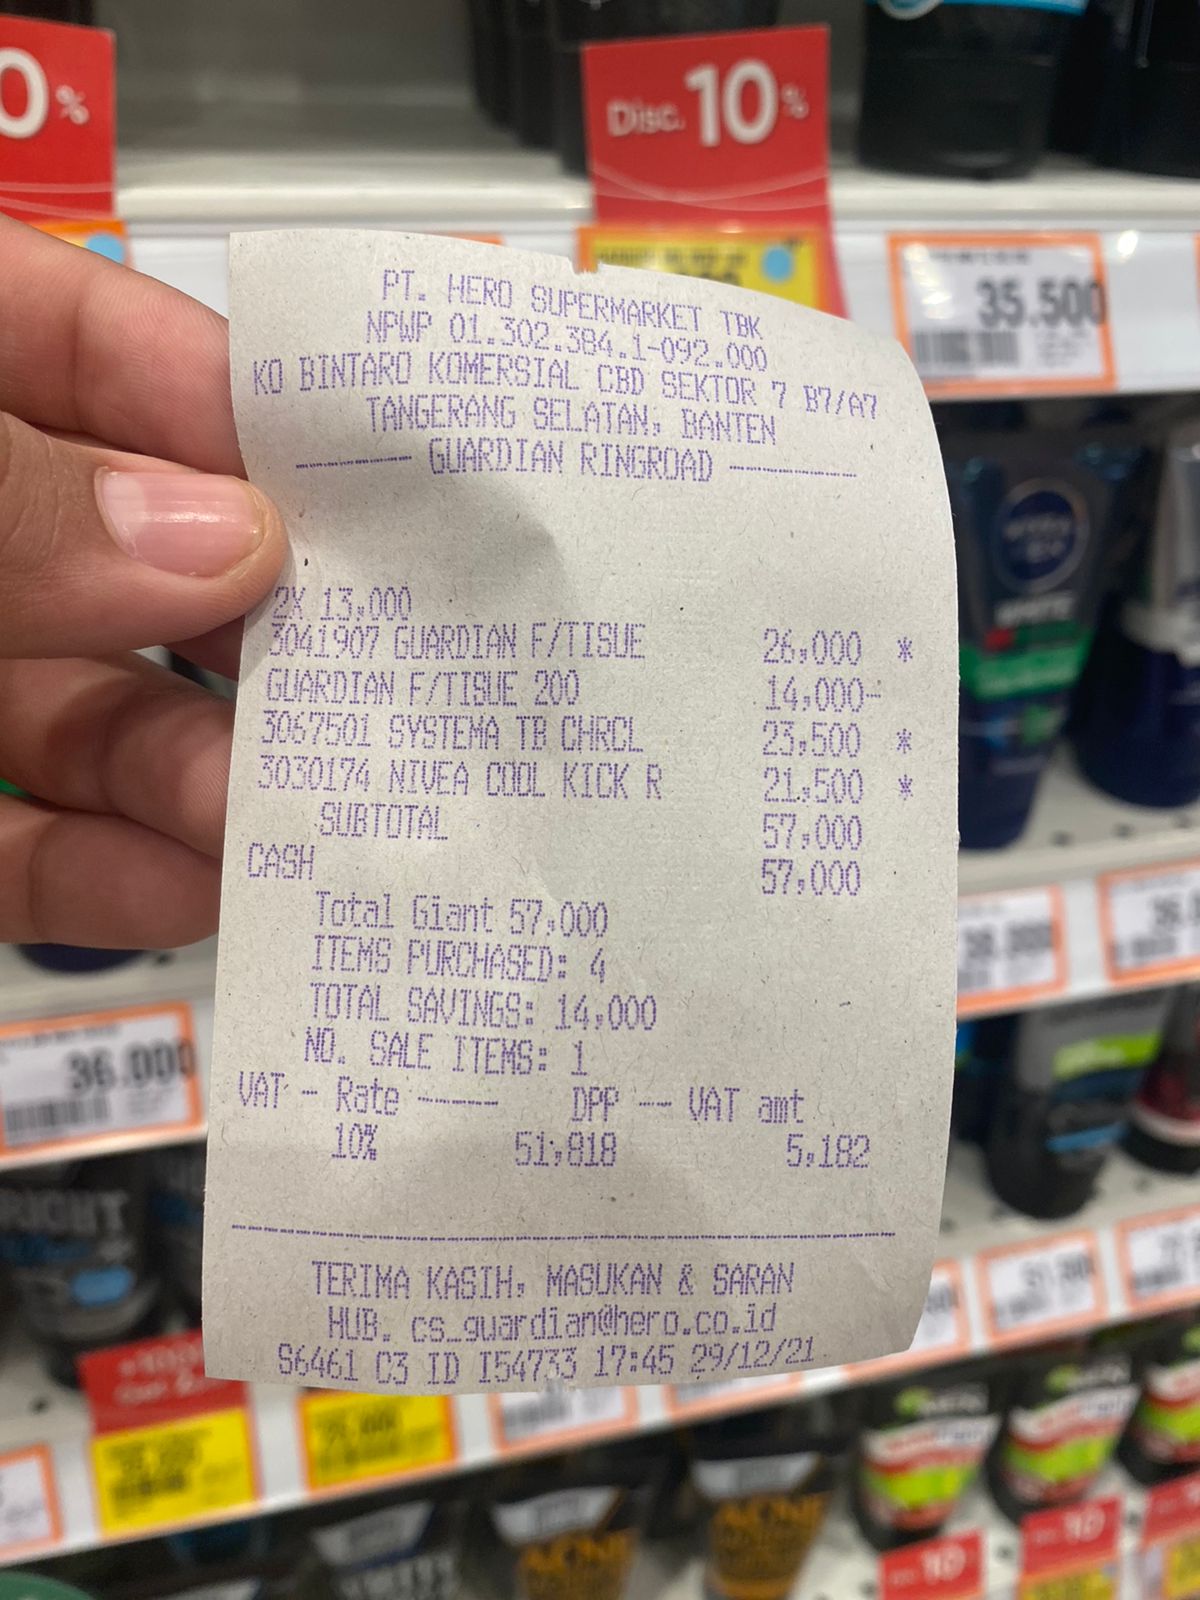 0%
Disc. 10%
35.500
PT. HERO SUPERMARKET TBK
NPWP 01.302.384.1-092.000
KO BINTARO KOMERSIAL CBD SEKTOR 7 B7/A7
TANGERANG SELATAN, BANTEN
---------- GUARDIAN RINGROAD -----------
2X 13,000
3041907 GUARDIAN F/TISUE 26,000 *
GUARDIAN F/TISUE 200 14,000-
3067501 SYSTEMA TB CHRCL 23,500 *
3030174 NIVEA COOL KICK R 21,500 *
SUBTOTAL 57,000
CASH 57,000
Total Giant 57,000
ITEMS PURCHASED: 4
TOTAL SAVINGS: 14,000
NO. SALE ITEMS: 1
VAT - Rate ------- DPP --- VAT amt
10% 51,818 5,182
TERIMA KASIH, MASUKAN & SARAN
HUB. cs_guardian@hero.co.id
S6461 C3 ID I54733 17:45 29/12/21
WHITE
36.000
ACNE
10
10